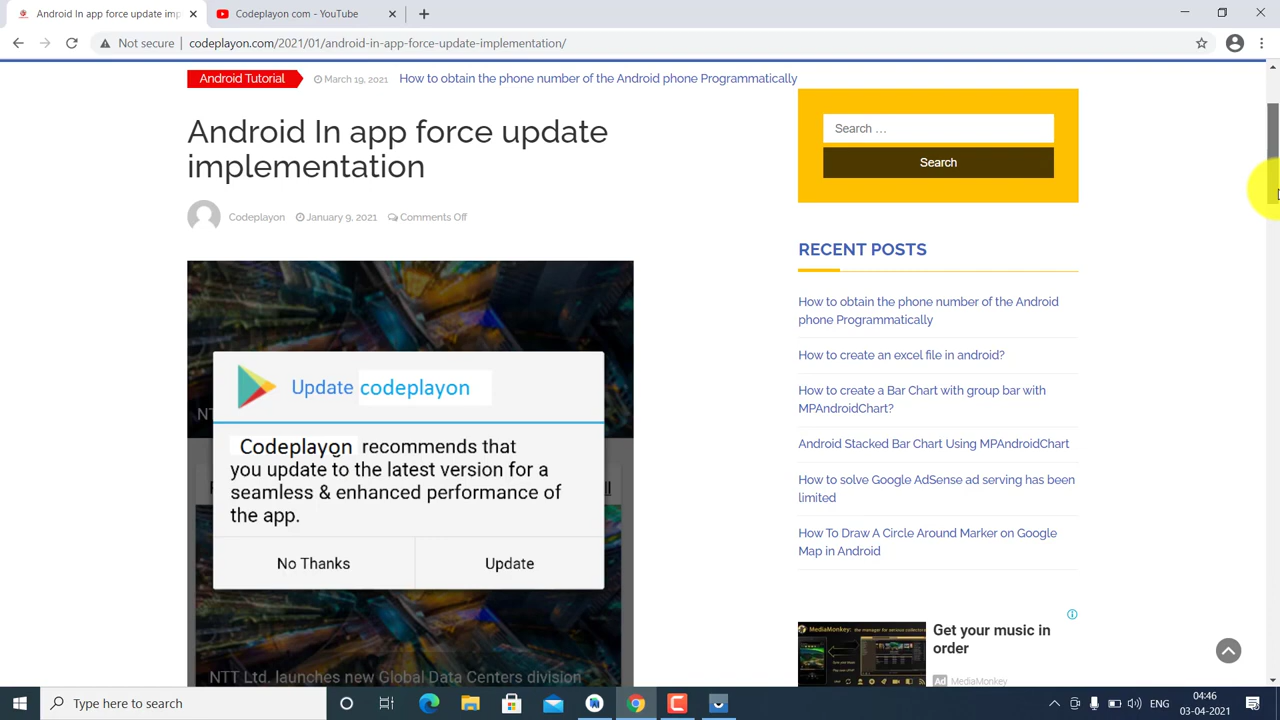 Android In app force update im
Codeplayon.com - YouTube
Not secure
codeplayon.com/2021/01/android-in-app-force-update-implementation/
Android Tutorial
March 19, 2021
How to obtain the phone number of the Android phone Programmatically
Android In app force update
implementation
Codeplayon
January 9, 2021
Comments Off
Update codeplayon
Codeplayon recommends that
you update to the latest version for a
seamless & enhanced performance of
the app.
No Thanks
Update
NTT Ltd. launches new Global Data Centers division
Search …
Search
RECENT POSTS
How to obtain the phone number of the Android
phone Programmatically
How to create an excel file in android?
How to create a Bar Chart with group bar with
MPAndroidChart?
Android Stacked Bar Chart Using MPAndroidChart
How to solve Google AdSense ad serving has been
limited
How To Draw A Circle Around Marker on Google
Map in Android
Get your music in
order
Ad MediaMonkey
Type here to search
ENG
04:46
03-04-2021